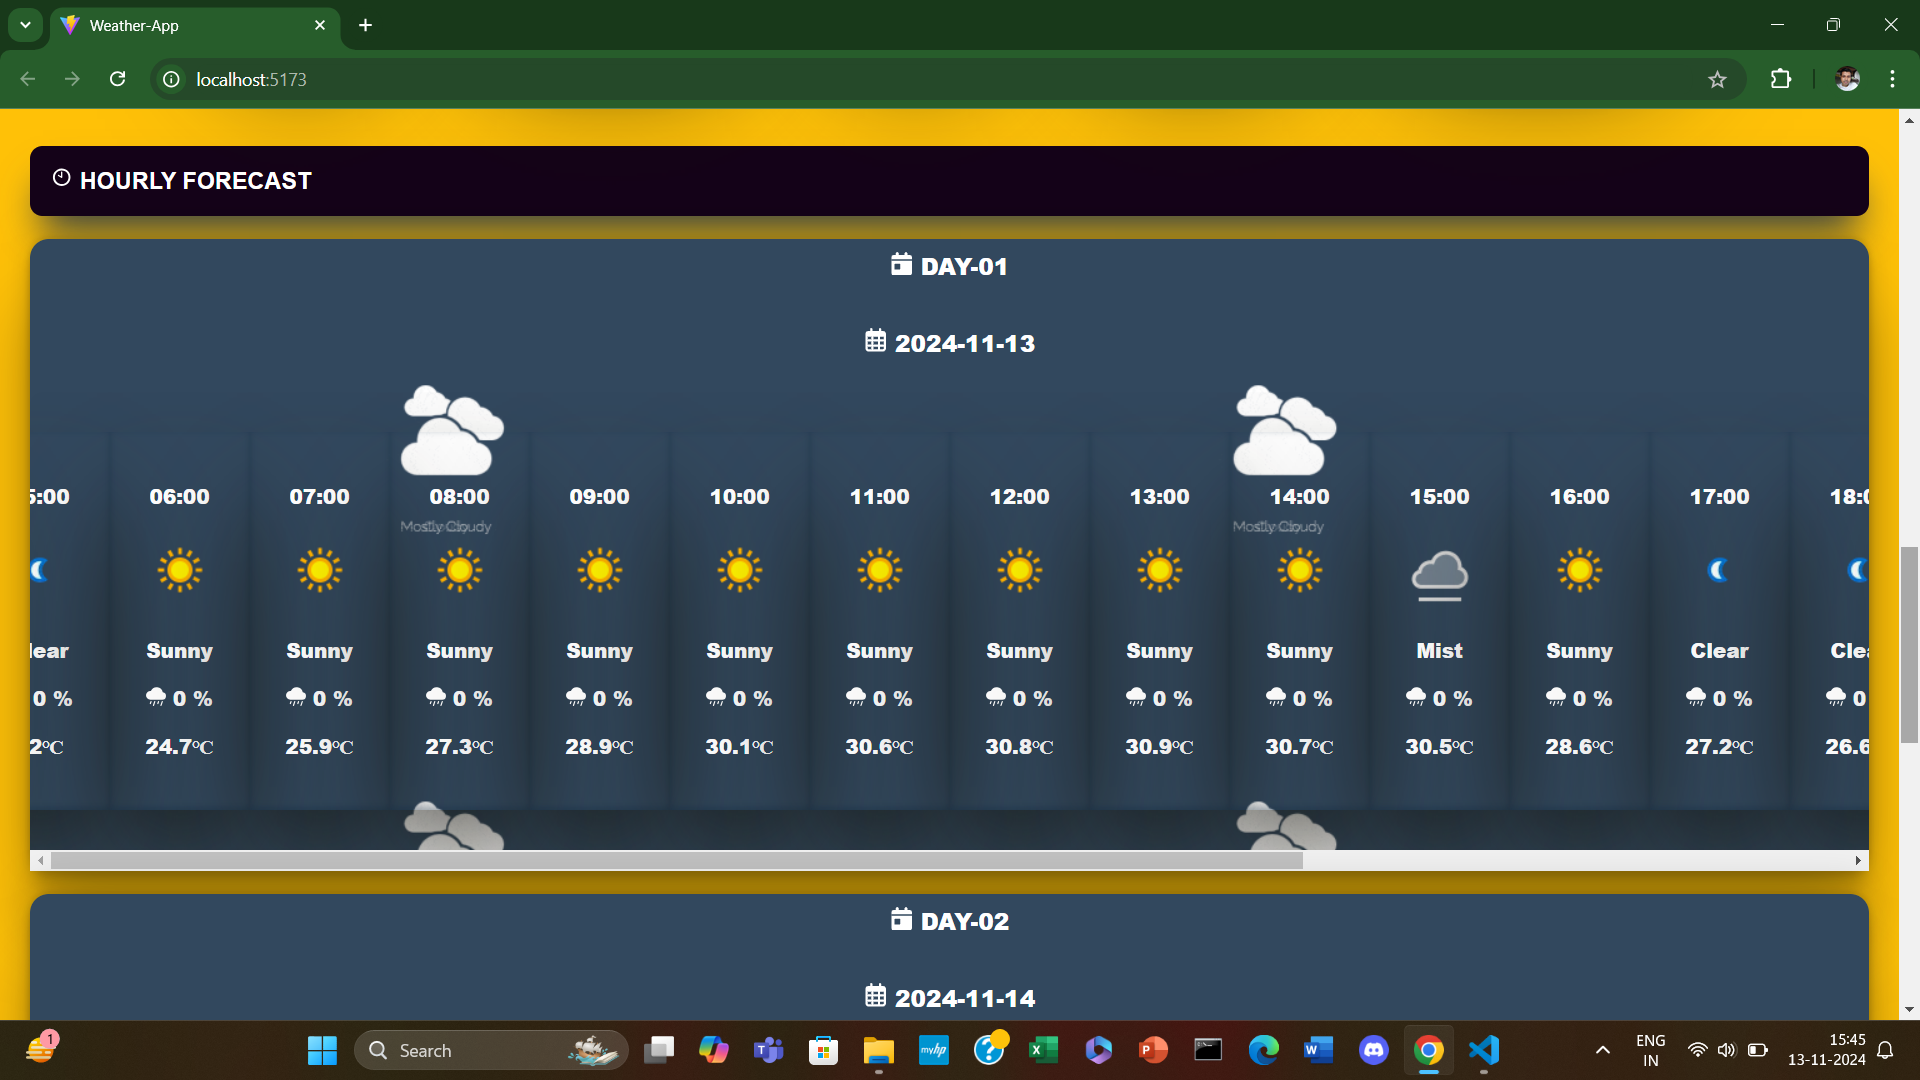 Weather-App
localhost:5173
HOURLY FORECAST
DAY-01
2024-11-13
5:00 06:00 07:00 08:00 09:00 10:00 11:00 12:00 13:00 14:00 15:00 16:00 17:00 18:0
Mostly Cloudy Mostly Cloudy
lear Sunny Sunny Sunny Sunny Sunny Sunny Sunny Sunny Sunny Mist Sunny Clear Clea
0 % 0 % 0 % 0 % 0 % 0 % 0 % 0 % 0 % 0 % 0 % 0 % 0 % 0
2°C 24.7°C 25.9°C 27.3°C 28.9°C 30.1°C 30.6°C 30.8°C 30.9°C 30.7°C 30.5°C 28.6°C 27.2°C 26.6
DAY-02
2024-11-14
1
Search
myhp
ENG
IN
15:45
13-11-2024